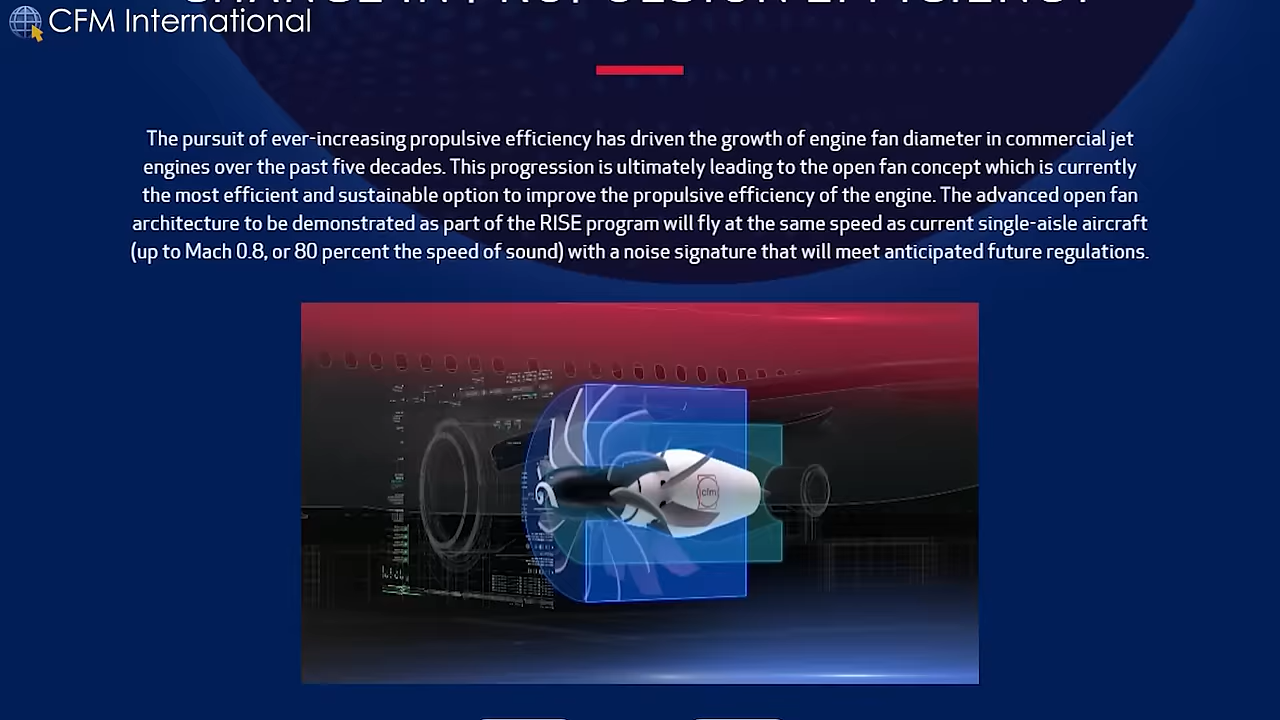 CHANGE IN PROPULSION EFFICIENCY
CFM International
The pursuit of ever-increasing propulsive efficiency has driven the growth of engine fan diameter in commercial jet
engines over the past five decades. This progression is ultimately leading to the open fan concept which is currently
the most efficient and sustainable option to improve the propulsive efficiency of the engine. The advanced open fan
architecture to be demonstrated as part of the RISE program will fly at the same speed as current single-aisle aircraft
(up to Mach 0.8, or 80 percent the speed of sound) with a noise signature that will meet anticipated future regulations.
cfm